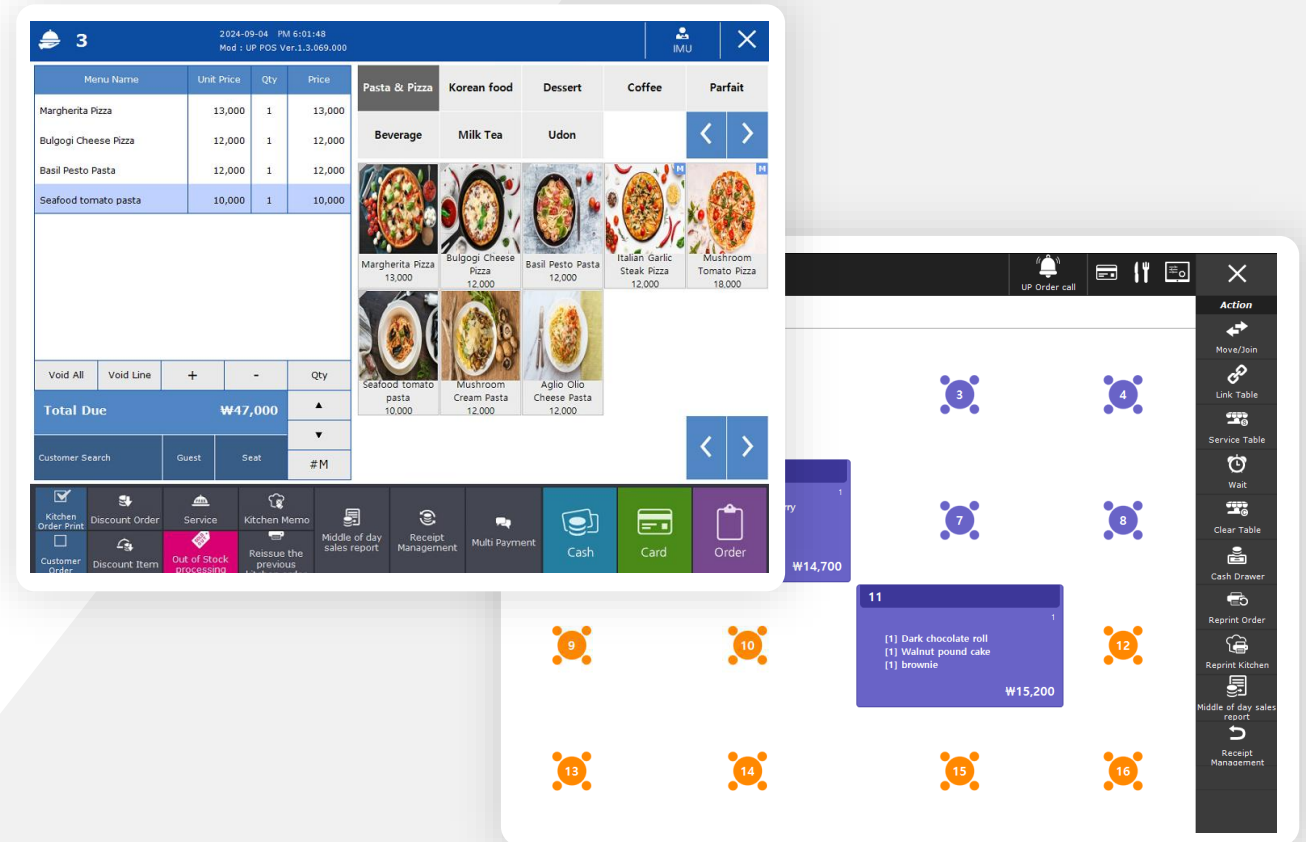 3
2024-09-04 PM 6:01:48
Mod : UP POS Ver.1.3.069.000
IMU
Menu Name Unit Price Qty Price
Margherita Pizza 13,000 1 13,000
Bulgogi Cheese Pizza 12,000 1 12,000
Basil Pesto Pasta 12,000 1 12,000
Seafood tomato pasta 10,000 1 10,000
Void All Void Line + - Qty
Total Due ₩47,000
Customer Search Guest Seat
#M
Pasta & Pizza Korean food Dessert Coffee Parfait
Beverage Milk Tea Udon
M
M
Margherita Pizza
13,000
Bulgogi Cheese
Pizza
12,000
Basil Pesto Pasta
12,000
Italian Garlic
Steak Pizza
12,000
Mushroom
Tomato Pizza
18,000
Seafood tomato
pasta
10,000
Mushroom
Cream Pasta
12,000
Aglio Olio
Cheese Pasta
12,000
Kitchen
Order Print
Discount Order
Service
Kitchen Memo
Customer
Order
Discount Item
Out of Stock
processing
Reissue the
previous
Middle of day
sales report
Receipt
Management
Multi Payment
Cash
Card
Order
UP Order call
Action
Move/Join
Link Table
Service Table
Wait
Clear Table
Cash Drawer
Reprint Order
Reprint Kitchen
Middle of day sales
report
Receipt
Management
3
4
1
₩14,700
7
8
9
10
11
1
[1] Dark chocolate roll
[1] Walnut pound cake
[1] brownie
₩15,200
12
13
14
15
16